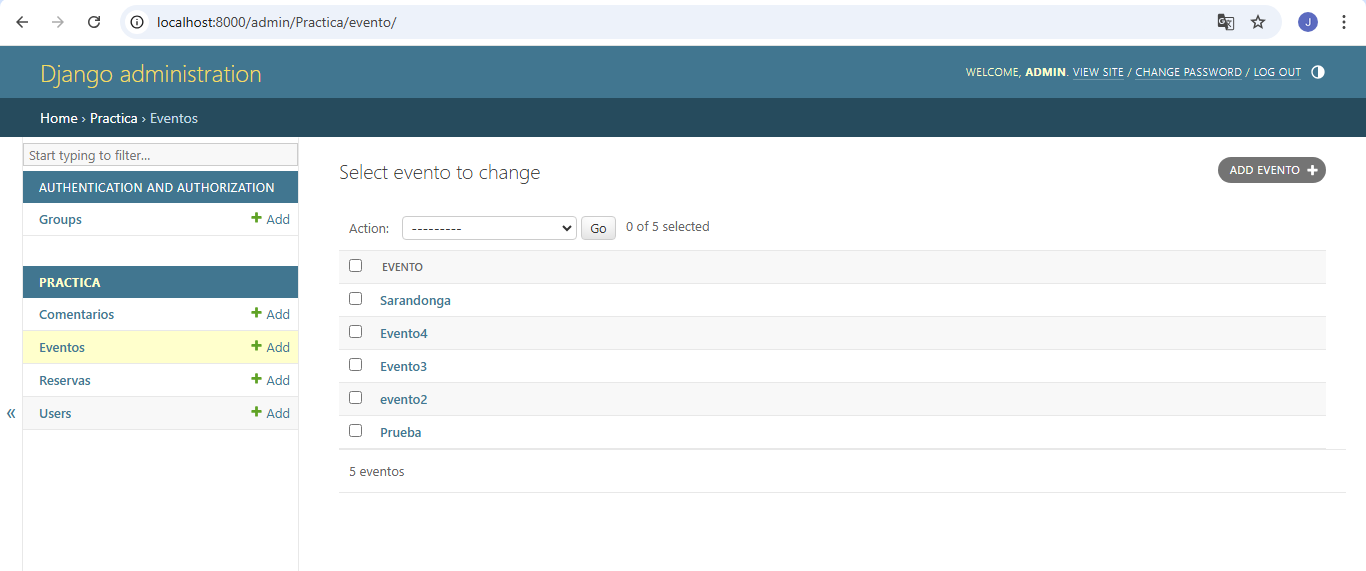 localhost:8000/admin/Practica/evento/
J
Django administration
WELCOME, ADMIN. VIEW SITE / CHANGE PASSWORD / LOG OUT
Home › Practica › Eventos
Start typing to filter...
AUTHENTICATION AND AUTHORIZATION
Groups + Add
PRACTICA
Comentarios + Add
Eventos + Add
Reservas + Add
Users + Add
«
Select evento to change
ADD EVENTO +
Action: --------- Go 0 of 5 selected
EVENTO
Sarandonga
Evento4
Evento3
evento2
Prueba
5 eventos